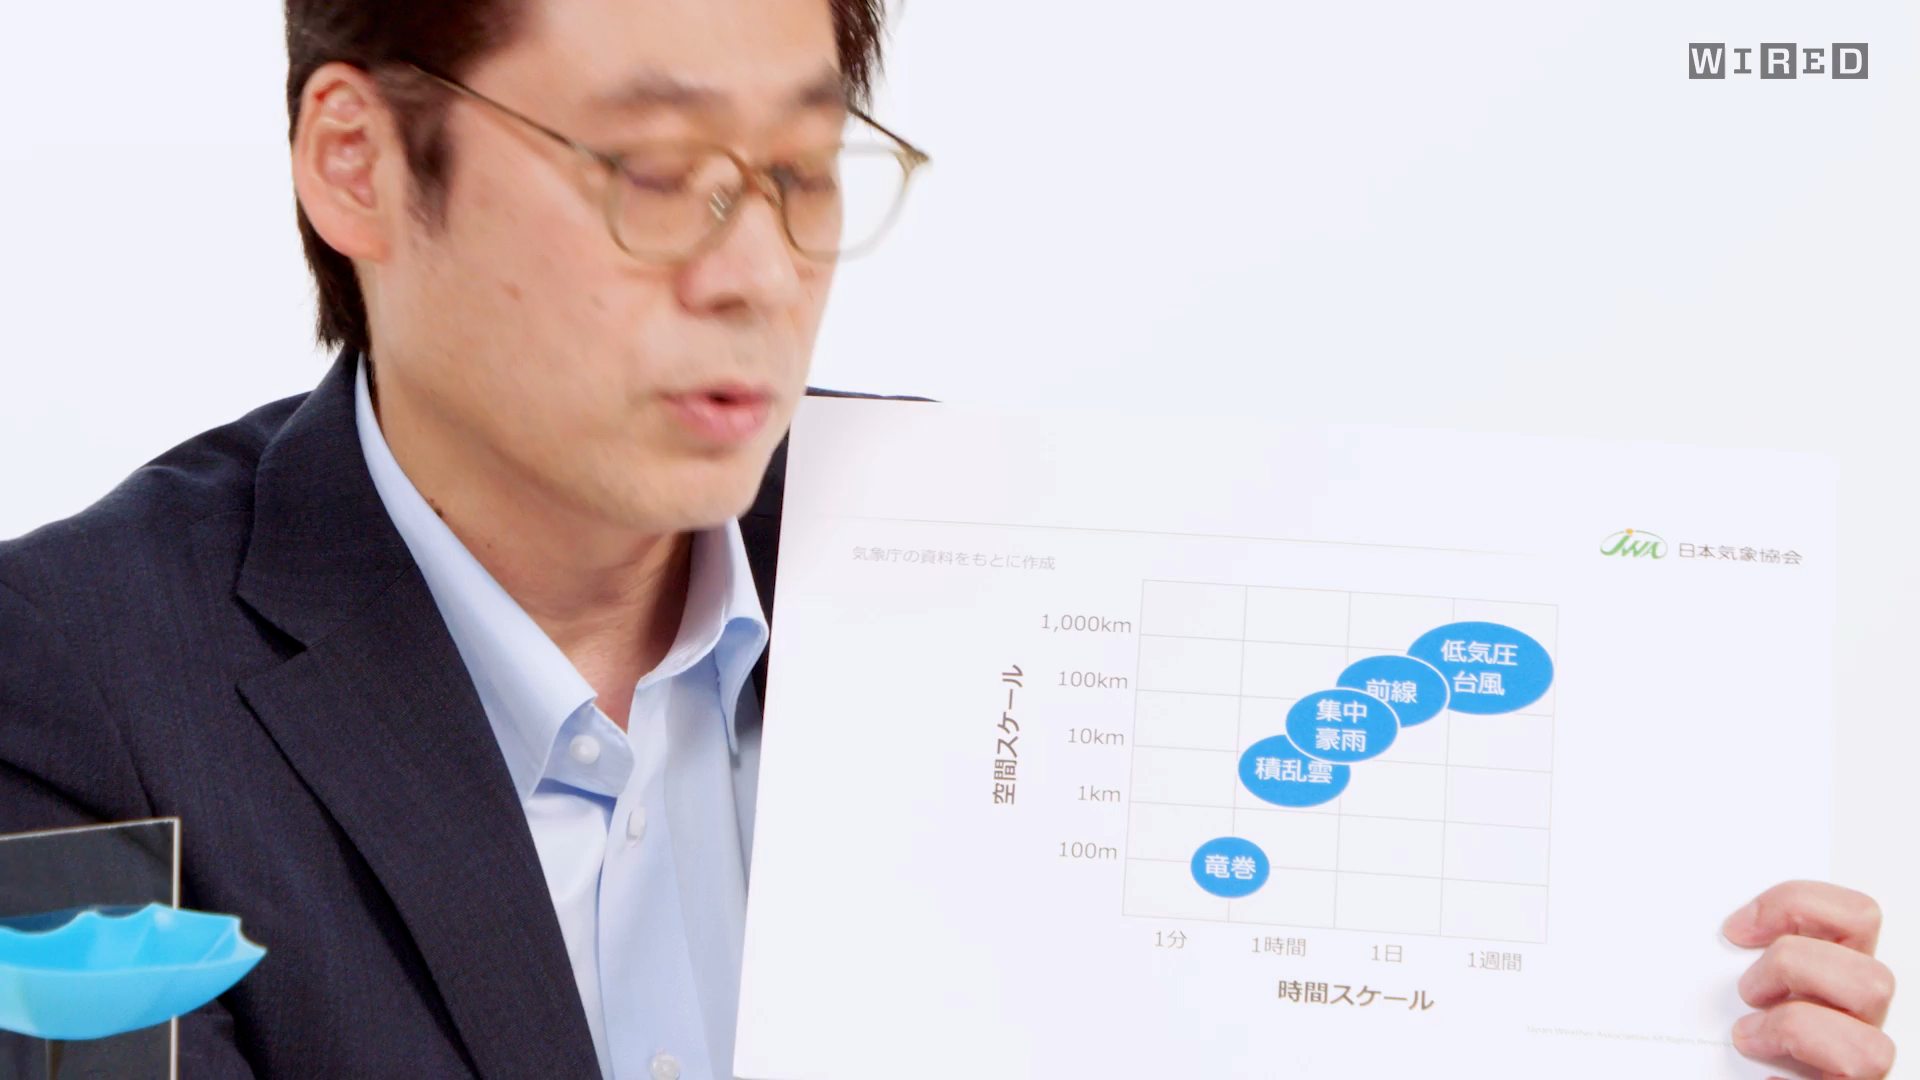 WIRED
JWA 日本気象協会
気象庁の資料をもとに作成
1,000km
100km
10km
1km
100m
空間スケール
低気圧
台風
前線
集中
豪雨
積乱雲
竜巻
1分
1時間
1日
1週間
時間スケール